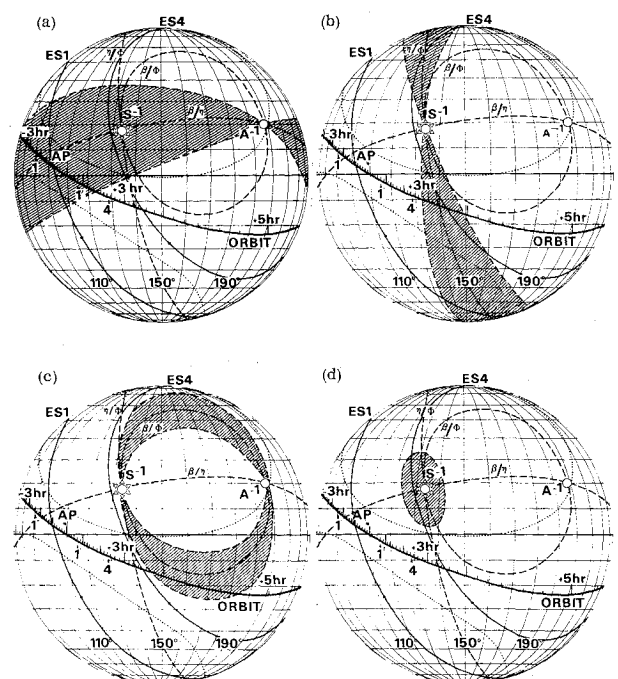 (a)
ES4
ES1
η/Φ
β/Φ
β/η
S-1
A-1
-3hr
1
AP
1
+3 hr
4
+5hr
ORBIT
110°
150°
190°
(b)
ES4
ES1
η/Φ
β/Φ
β/η
S-1
A-1
-3hr
1
AP
1
+3hr
4
+5hr
ORBIT
110°
150°
190°
(c)
ES4
ES1
η/Φ
β/Φ
β/η
S-1
A-1
-3hr
1
AP
1
+3hr
4
+5hr
ORBIT
110°
150°
190°
(d)
ES4
ES1
η/Φ
β/Φ
β/η
S-1
A-1
-3hr
1
AP
1
+3hr
4
+5hr
ORBIT
110°
150°
190°